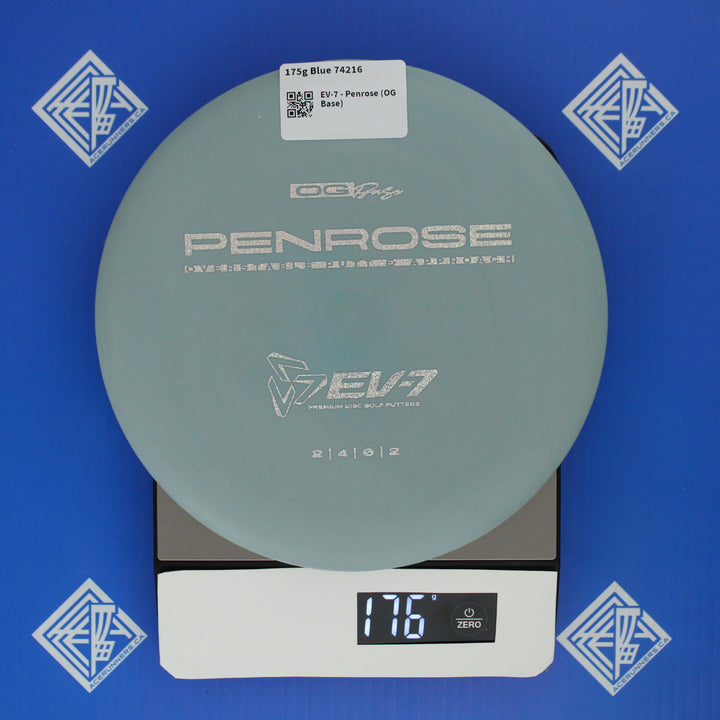 175g Blue 74216
EV-7 - Penrose (OG
Base)
OG Base
PENROSE
OVERSTABLE PUTT & APPROACH
EV-7
PREMIUM DISC GOLF PUTTERS
2|4|0|2
176 g
ZERO
ACERUNNERS.CA
ACERUNNERS.CA
ACERUNNERS.CA
ACERUNNERS.CA